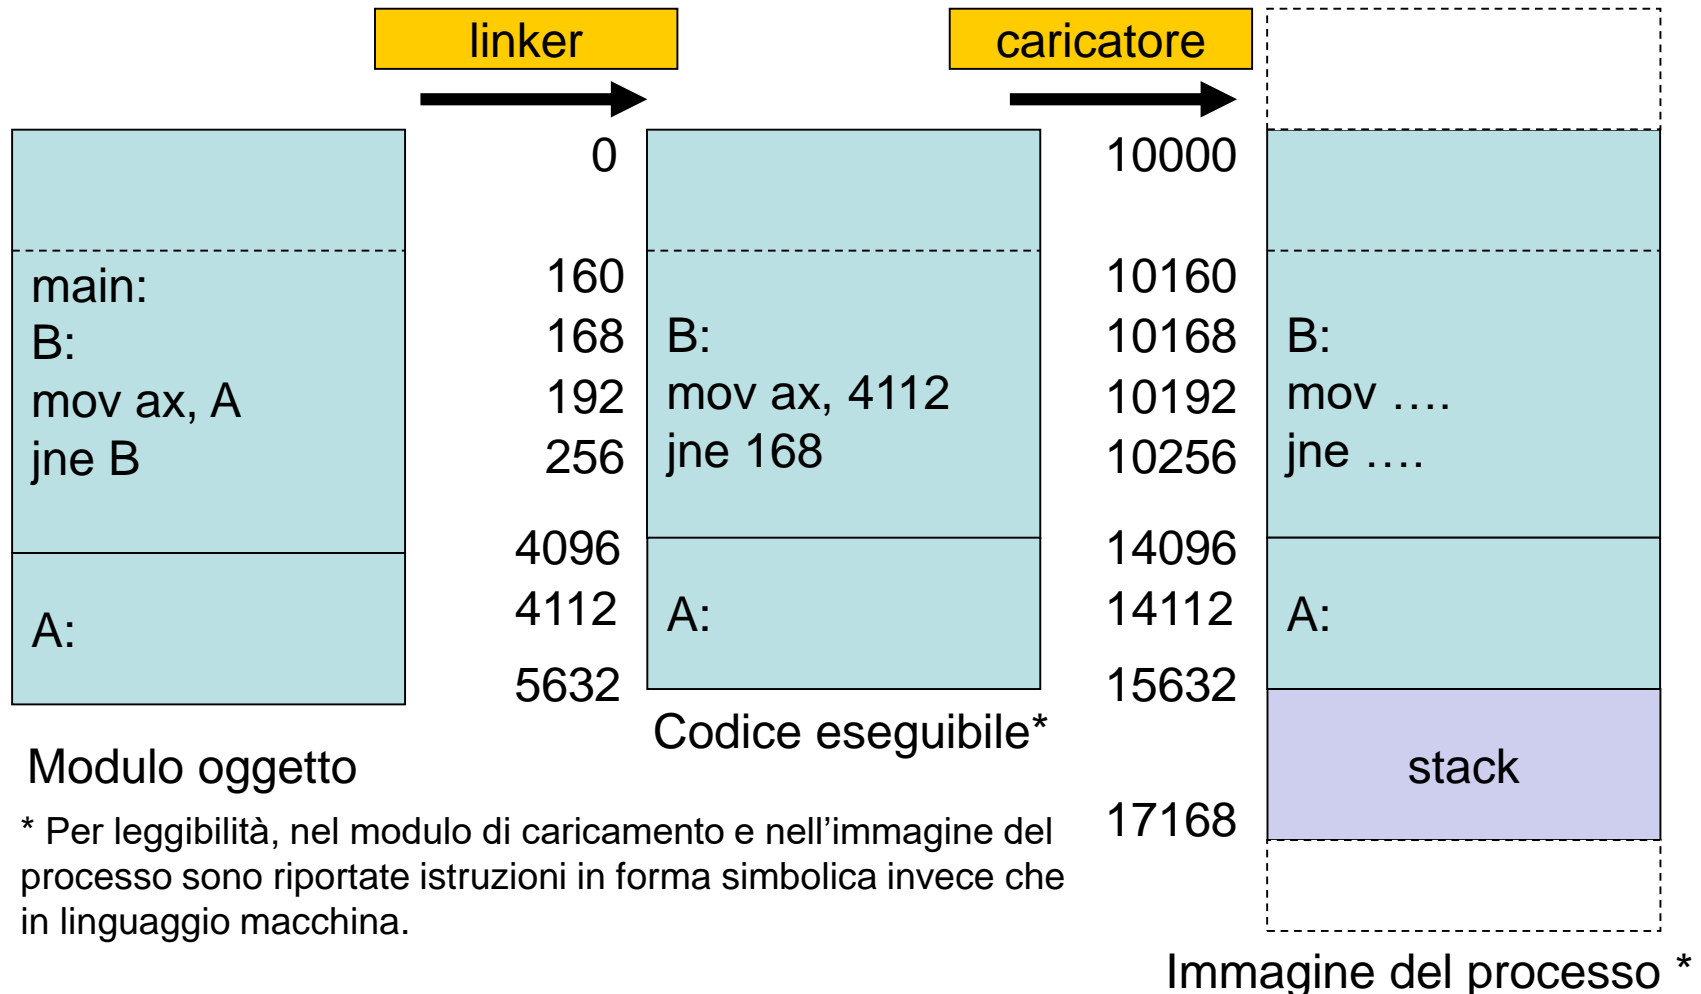 linker
caricatore
main:
B:
mov ax, A
jne B
A:
Modulo oggetto
0
160
168
192
256
4096
4112
5632
B:
mov ax, 4112
jne 168
A:
Codice eseguibile*
10000
10160
10168
10192
10256
14096
14112
15632
17168
B:
mov ….
jne ….
A:
stack
Immagine del processo *
* Per leggibilità, nel modulo di caricamento e nell’immagine del
processo sono riportate istruzioni in forma simbolica invece che
in linguaggio macchina.